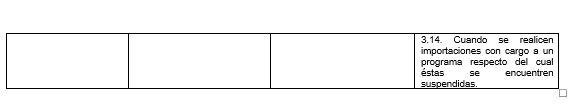 3.14. Cuando se realicen
importaciones con cargo a un
programa respecto del cual
éstas se encuentren
suspendidas.